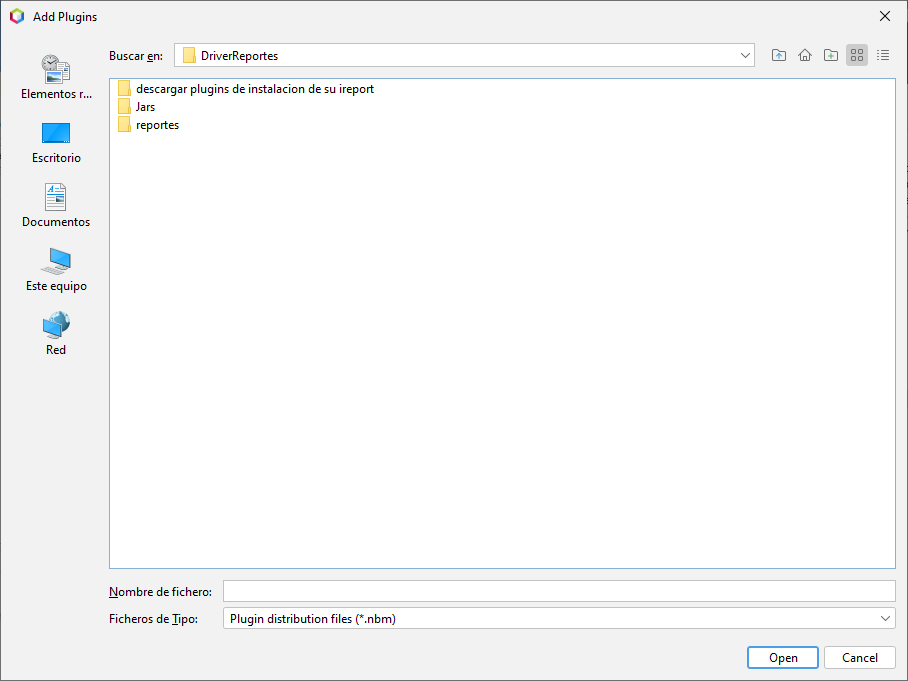 Add Plugins
Buscar en:
DriverReportes
Elementos r...
Escritorio
Documentos
Este equipo
Red
descargar plugins de instalacion de su ireport
Jars
reportes
Nombre de fichero:
Ficheros de Tipo:
Plugin distribution files (*.nbm)
Open
Cancel